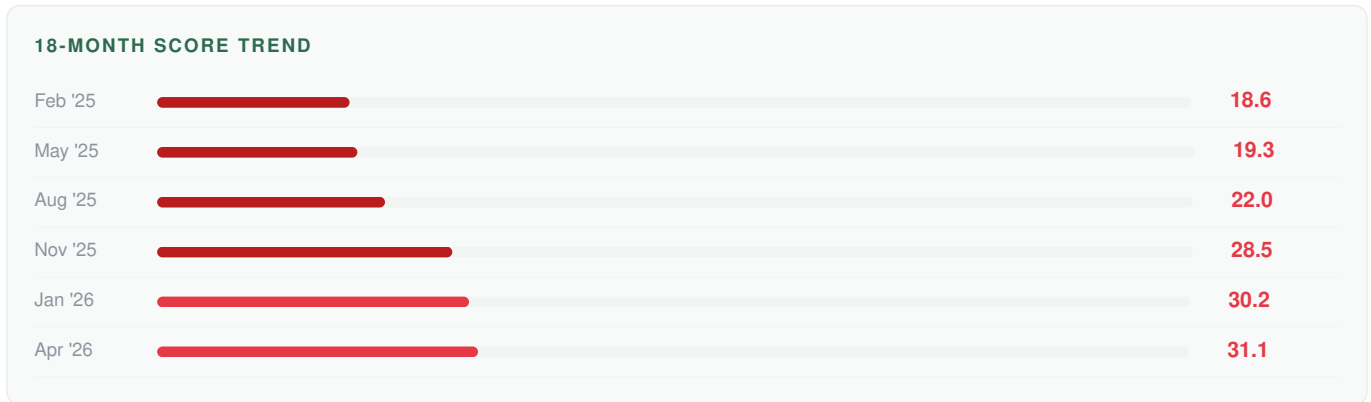 18-MONTH SCORE TREND
Feb '25 18.6
May '25 19.3
Aug '25 22.0
Nov '25 28.5
Jan '26 30.2
Apr '26 31.1